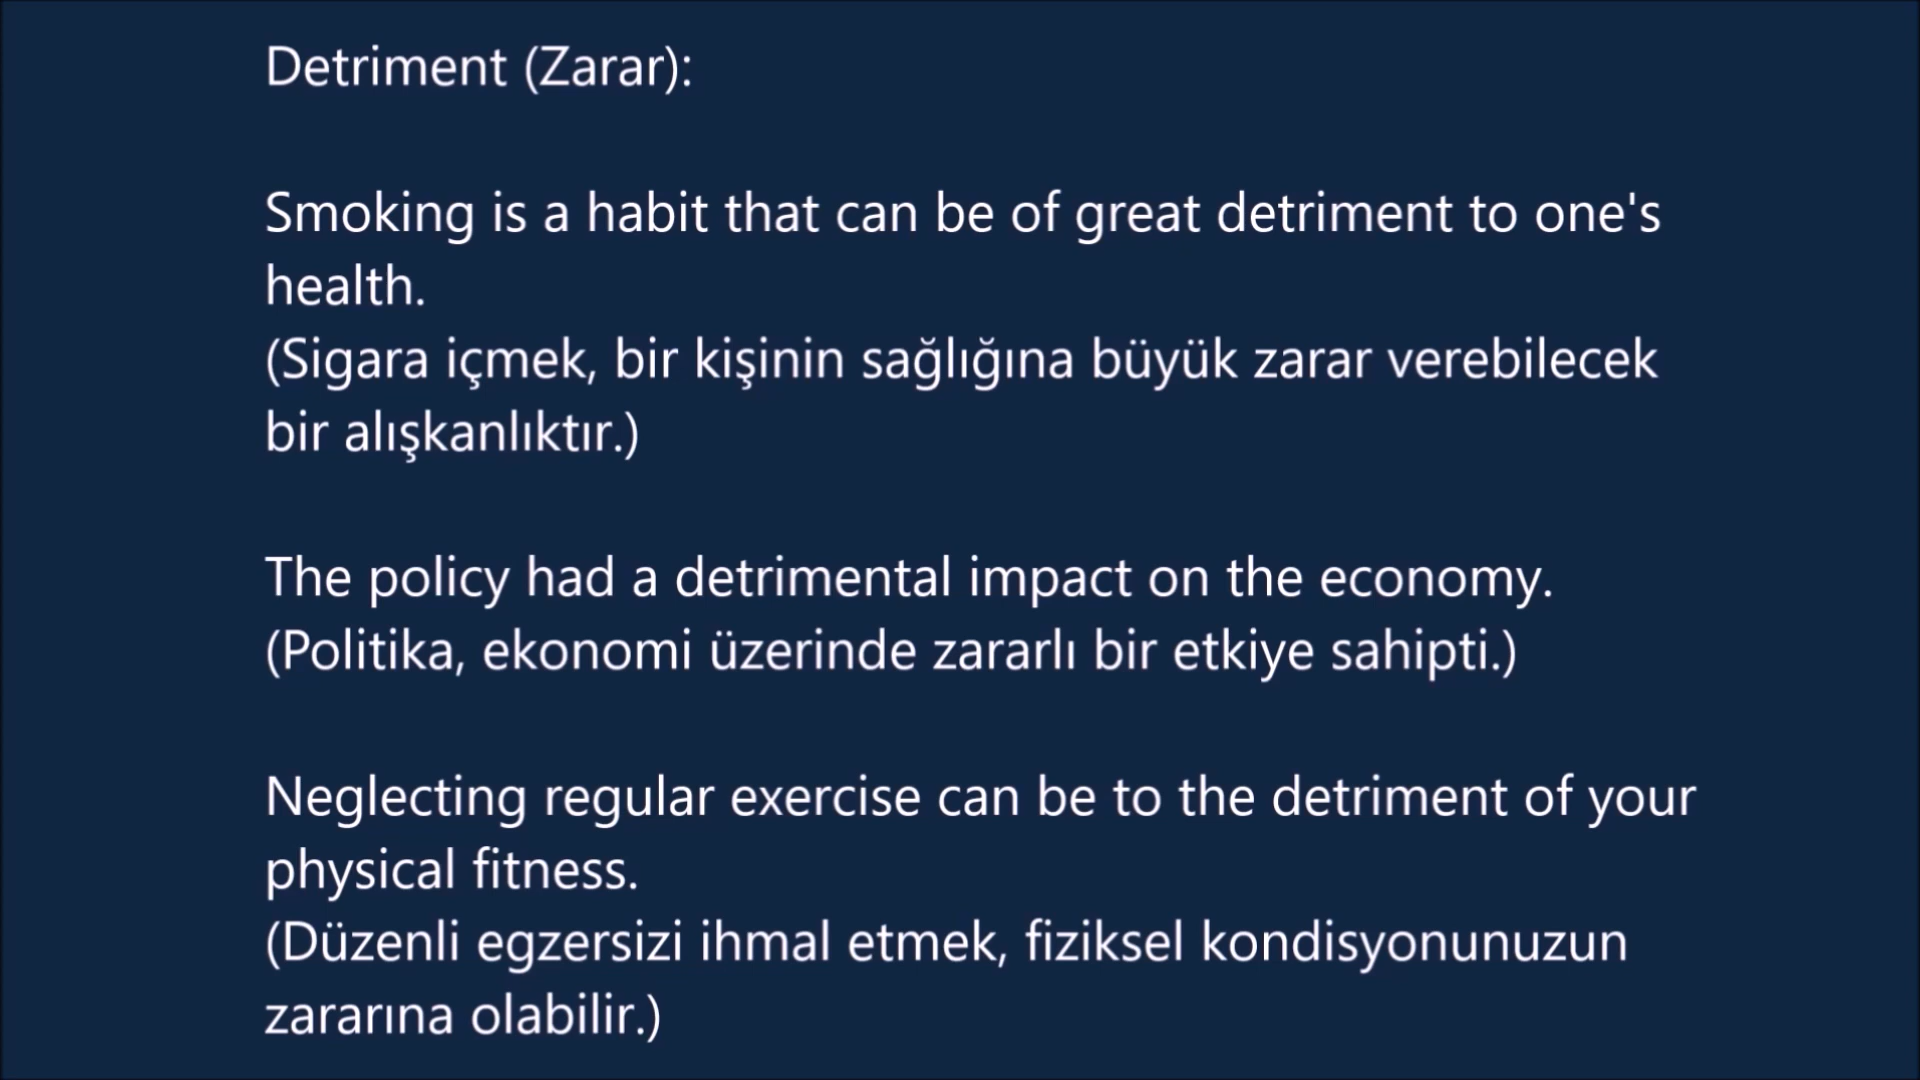 Detriment (Zarar):
Smoking is a habit that can be of great detriment to one's
health.
(Sigara içmek, bir kişinin sağlığına büyük zarar verebilecek
bir alışkanlıktır.)
The policy had a detrimental impact on the economy.
(Politika, ekonomi üzerinde zararlı bir etkiye sahipti.)
Neglecting regular exercise can be to the detriment of your
physical fitness.
(Düzenli egzersizi ihmal etmek, fiziksel kondisyonunuzun
zararına olabilir.)